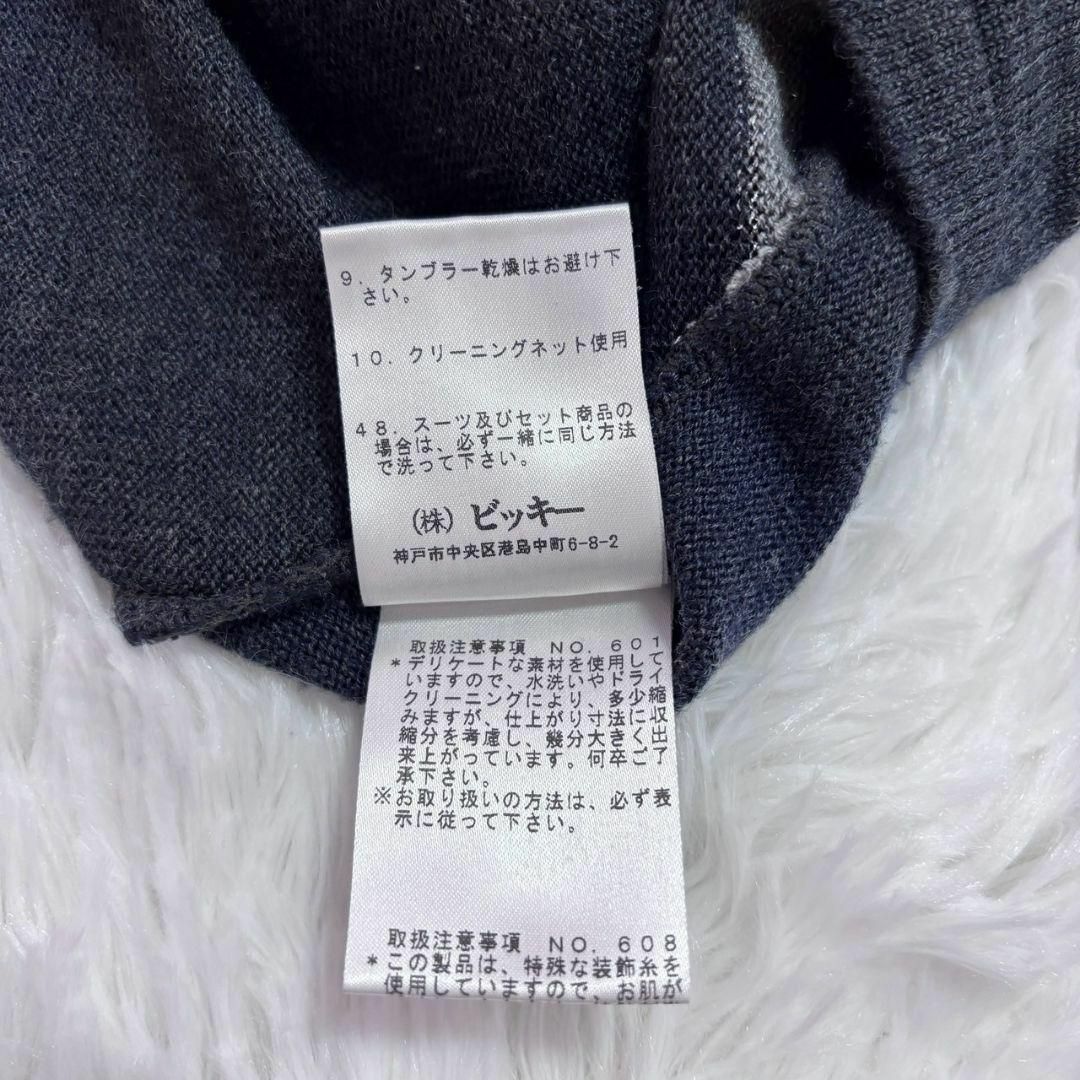 9. タンブラー乾燥はお避け下
さい。
10. クリーニングネット使用
48. スーツ及びセット商品の
場合は、必ず一緒に同じ方法
で洗って下さい。
(株) ビッキー
神戸市中央区港島中町6-8-2
取扱注意事項 NO. 601
*デリケートな素材を使用して
いますので、水洗いやドライ
クリーニングにより、多少縮
みますが、仕上がり寸法に収
縮分を考慮し、幾分大きく出
来上がっています。何卒ご了
承下さい。
※お取り扱いの方法は、必ず表
示に従って下さい。
取扱注意事項 NO. 608
*この製品は、特殊な装飾糸を
使用していますので、お肌が